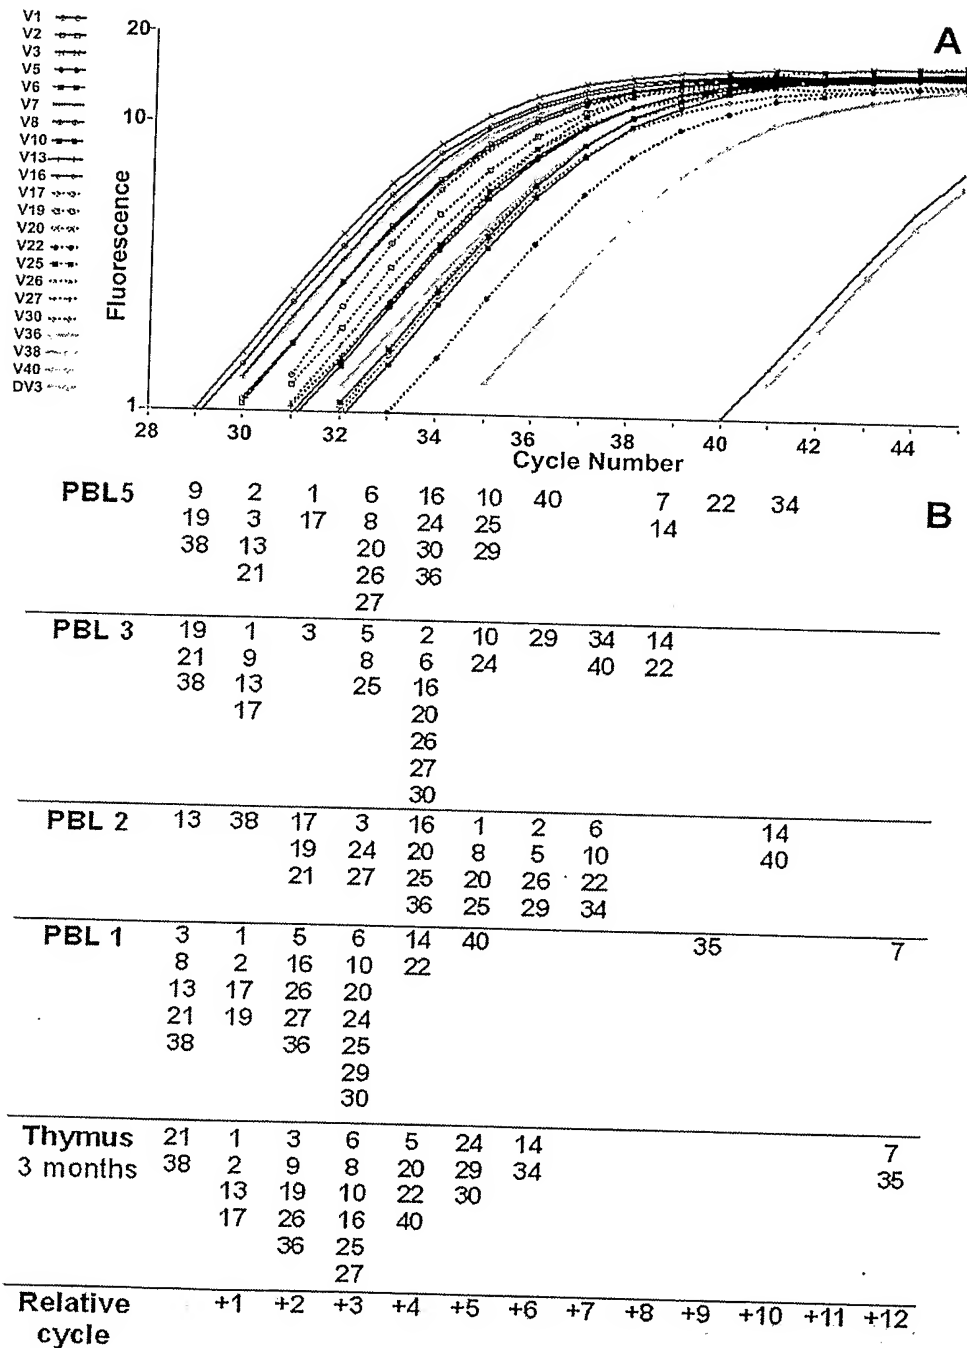 V1
V2
V3
V5
V6
V7
V8
V10
V13
V16
V17
V19
V20
V22
V25
V26
V27
V30
V36
V38
V40
DV3
A
20
10
1
Fluorescence
28 30 32 34 36 38 40 42 44
Cycle Number
B
PBL5 9 2 1 6 16 10 40 7 22 34
19 3 17 8 24 25 14
38 13 20 30 29
21 26 36
27
PBL 3 19 1 3 5 2 10 29 34 14
21 9 8 6 24 40 22
38 13 25 16
17 20
26
27
30
PBL 2 13 38 17 3 16 1 2 6 14
19 24 20 8 5 10 40
21 27 25 20 26 22
36 25 29 34
PBL 1 3 1 5 6 14 40 35 7
8 2 16 10 22
13 17 26 20
21 19 27 24
38 36 25
29
30
Thymus 21 1 3 6 5 24 14 7
3 months 38 2 9 8 20 29 34 35
13 19 10 22 30
17 26 16 40
36 25
27
Relative +1 +2 +3 +4 +5 +6 +7 +8 +9 +10 +11 +12
cycle